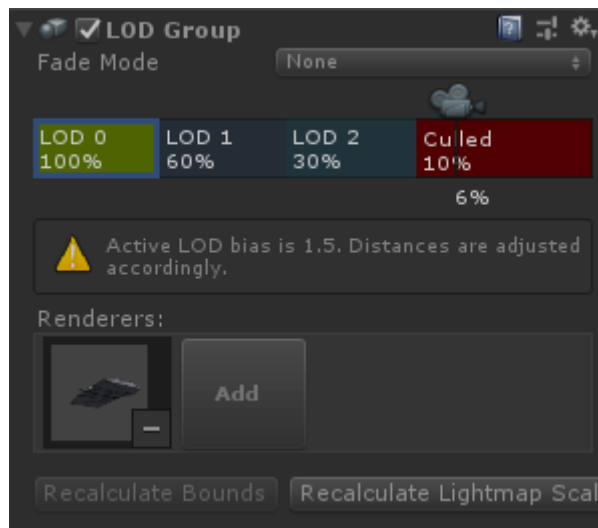 LOD Group
Fade Mode None
LOD 0 LOD 1 LOD 2 Culled
100% 60% 30% 10%
6%
Active LOD bias is 1.5. Distances are adjusted
accordingly.
Renderers:
Add
Recalculate Bounds Recalculate Lightmap Scal